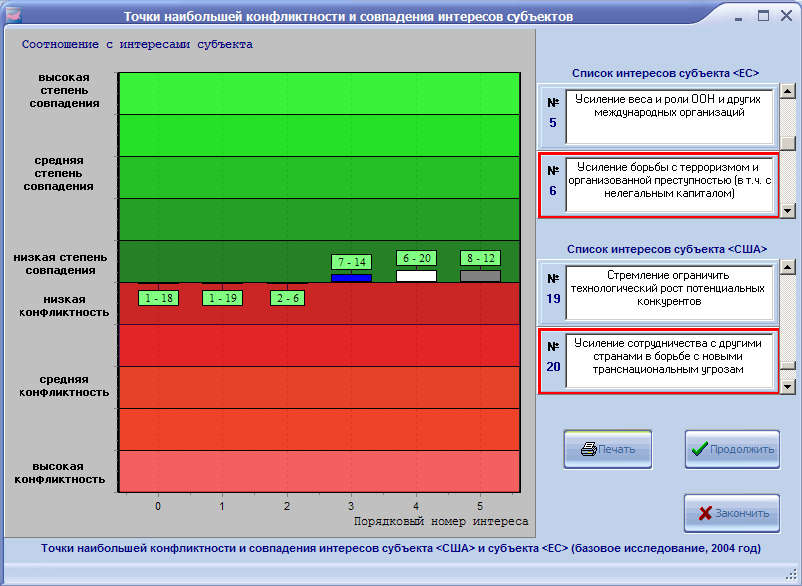 Точки наибольшей конфликтности и совпадения интересов субъектов
Соотношение с интересами субъекта
высокая
степень
совпадения
средняя
степень
совпадения
низкая степень
совпадения
низкая
конфликтность
средняя
конфликтность
высокая
конфликтность
7 - 14
6 - 20
8 - 12
1 - 18
1 - 19
2 - 6
0
1
2
3
4
5
Порядковый номер интереса
Список интересов субъекта <ЕС>
№
5
Усиление веса и роли ООН и других
международных организаций
№
6
Усиление борьбы с терроризмом и
организованной преступностью (в т.ч. с
нелегальным капиталом)
Список интересов субъекта <США>
№
19
Стремление ограничить
технологический рост потенциальных
конкурентов
№
20
Усиление сотрудничества с другими
странами в борьбе с новыми
транснациональным угрозам
Печать
Продолжить
Закончить
Точки наибольшей конфликтности и совпадения интересов субъекта <США> и субъекта <ЕС> (базовое исследование, 2004 год)